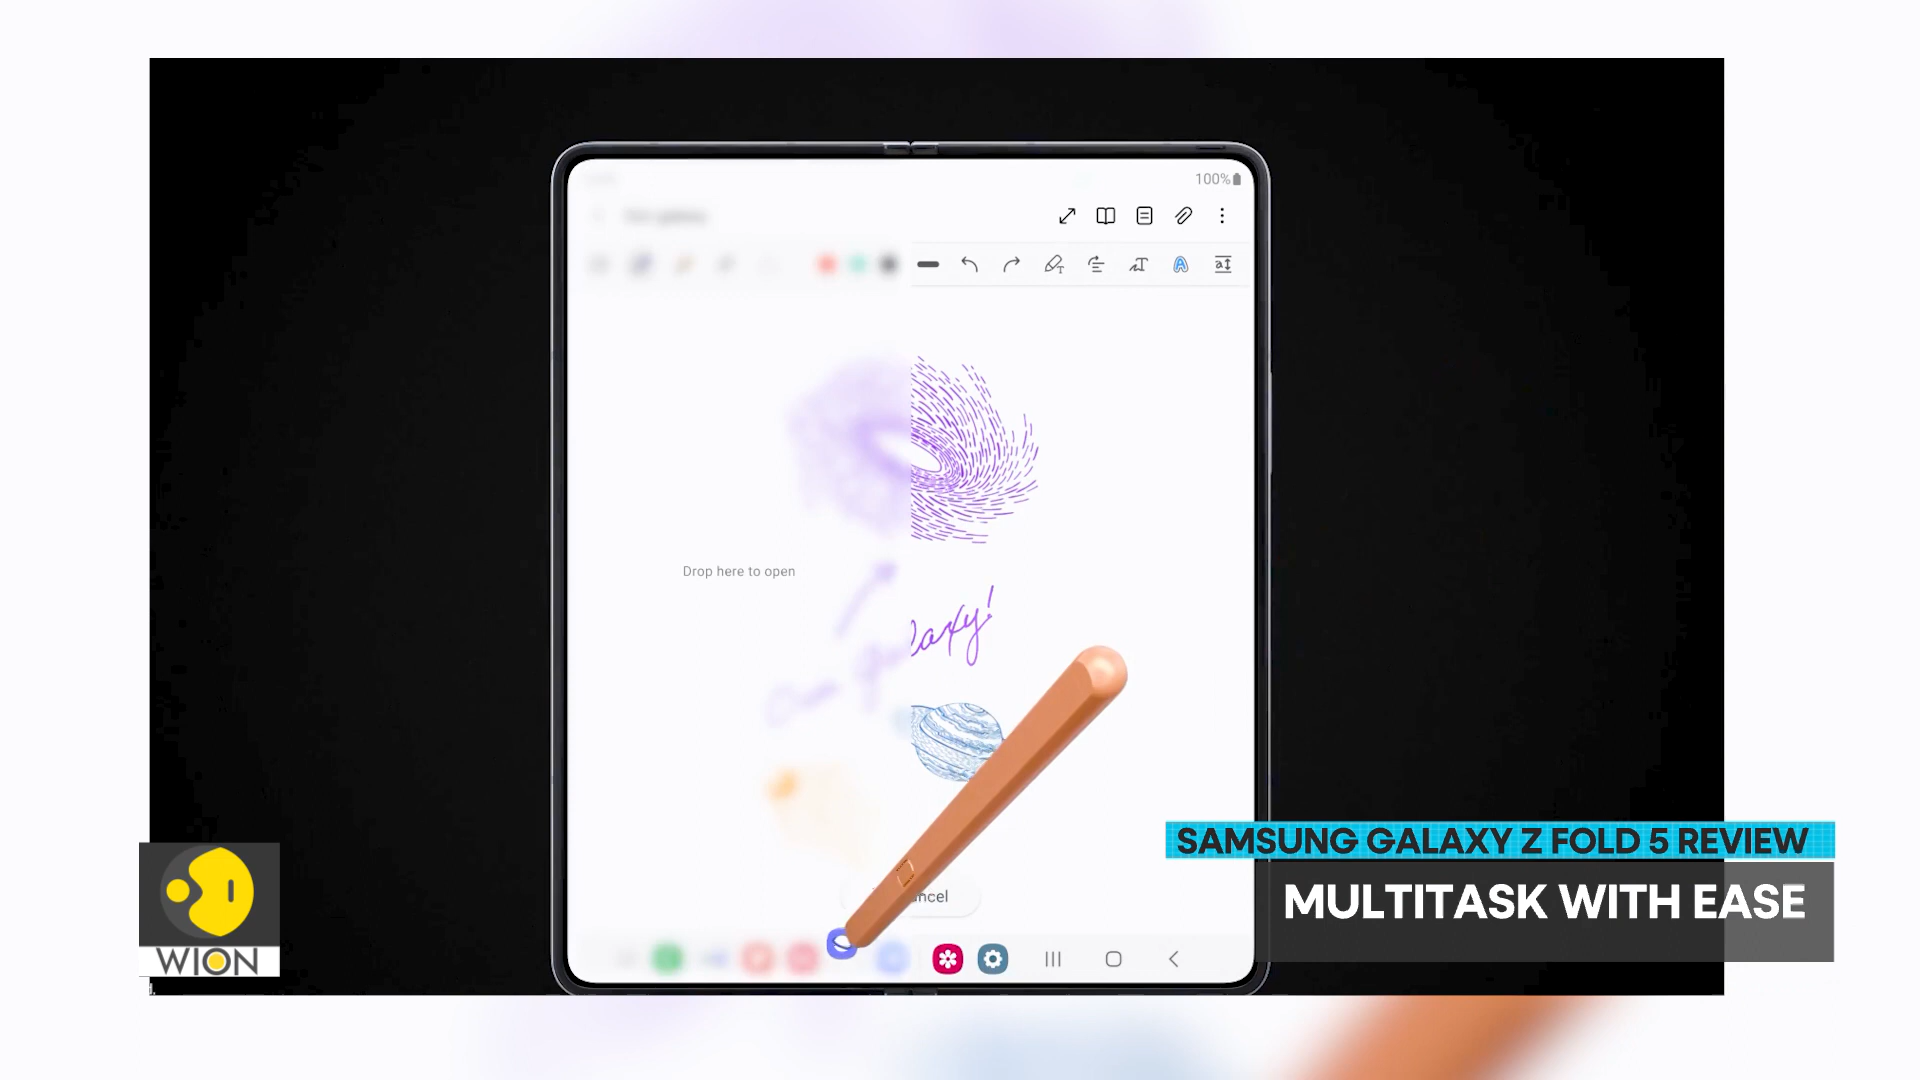 100%
Drop here to open
laxy!
ncel
SAMSUNG GALAXY Z FOLD 5 REVIEW
MULTITASK WITH EASE
WION